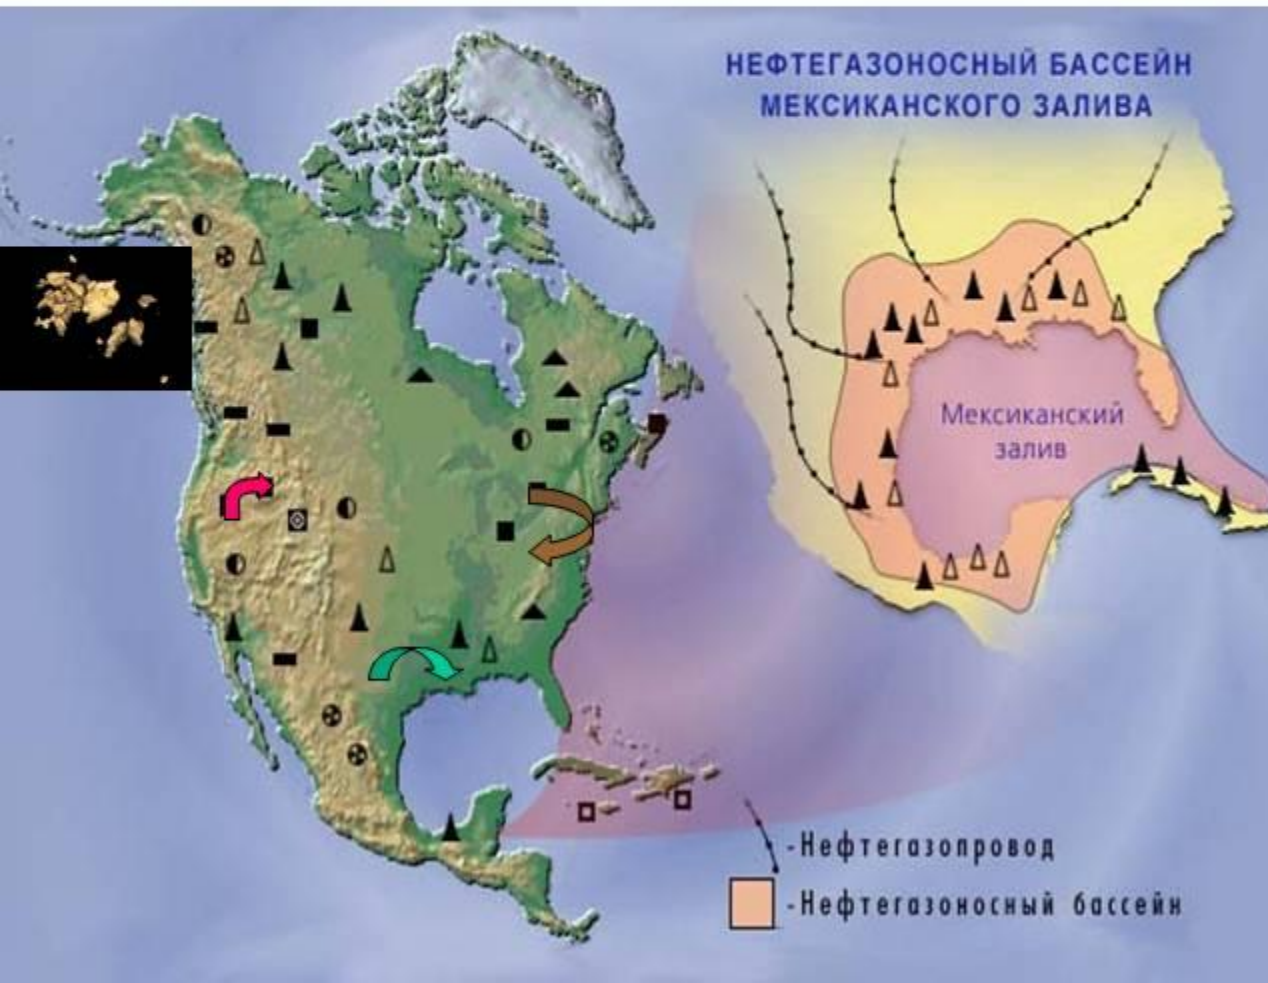 НЕФТЕГАЗОНОСНЫЙ БАССЕЙН
МЕКСИКАНСКОГО ЗАЛИВА
Мексиканский
залив
-Нефтегазопровод
-Нефтегазоносный бассейн